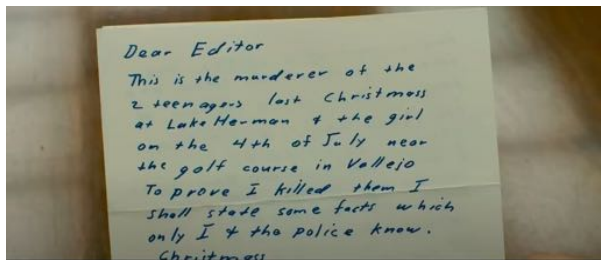 Dear Editor
This is the murderer of the
2 teenagers last Christmass
at Lake Herman & the girl
on the 4th of July near
the golf course in Vallejo
To prove I killed them I
shall state some facts which
only I & the police know.
Christmass